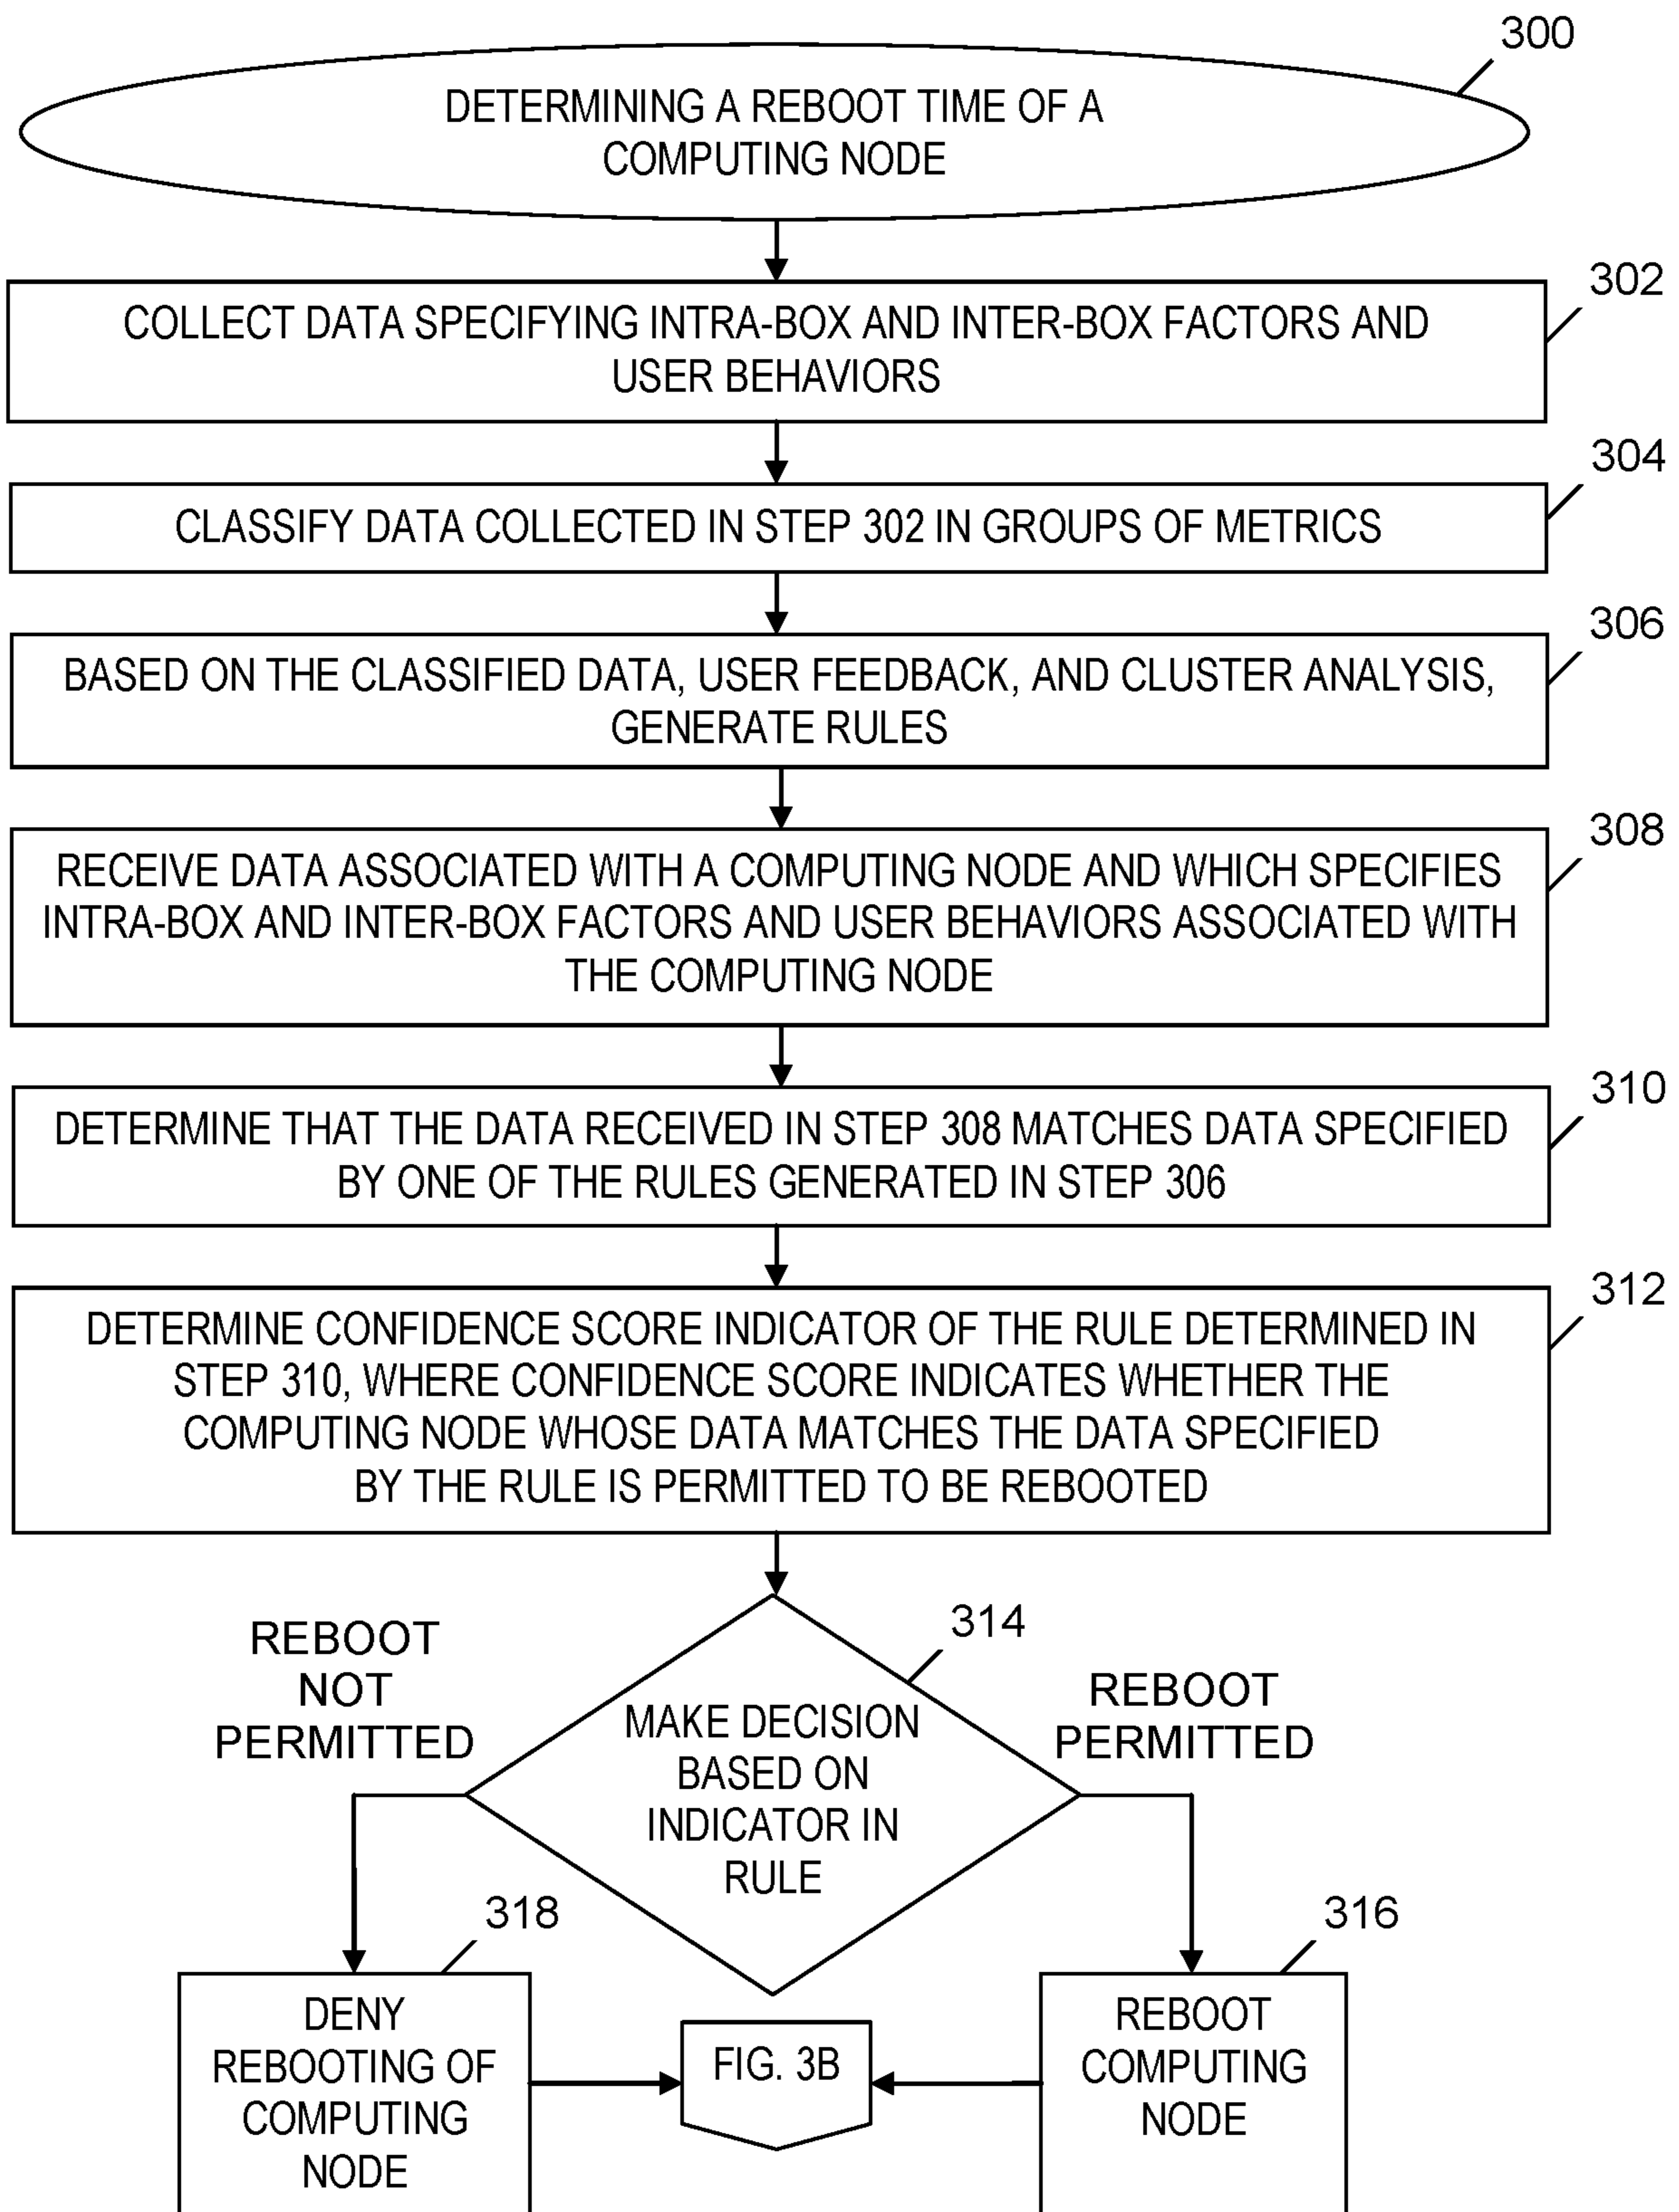 300
DETERMINING A REBOOT TIME OF A
COMPUTING NODE
302
COLLECT DATA SPECIFYING INTRA-BOX AND INTER-BOX FACTORS AND
USER BEHAVIORS
304
CLASSIFY DATA COLLECTED IN STEP 302 IN GROUPS OF METRICS
306
BASED ON THE CLASSIFIED DATA, USER FEEDBACK, AND CLUSTER ANALYSIS,
GENERATE RULES
308
RECEIVE DATA ASSOCIATED WITH A COMPUTING NODE AND WHICH SPECIFIES
INTRA-BOX AND INTER-BOX FACTORS AND USER BEHAVIORS ASSOCIATED WITH
THE COMPUTING NODE
310
DETERMINE THAT THE DATA RECEIVED IN STEP 308 MATCHES DATA SPECIFIED
BY ONE OF THE RULES GENERATED IN STEP 306
312
DETERMINE CONFIDENCE SCORE INDICATOR OF THE RULE DETERMINED IN
STEP 310, WHERE CONFIDENCE SCORE INDICATES WHETHER THE
COMPUTING NODE WHOSE DATA MATCHES THE DATA SPECIFIED
BY THE RULE IS PERMITTED TO BE REBOOTED
314
REBOOT
NOT
PERMITTED
MAKE DECISION
BASED ON
INDICATOR IN
RULE
REBOOT
PERMITTED
318
DENY
REBOOTING OF
COMPUTING
NODE
FIG. 3B
316
REBOOT
COMPUTING
NODE